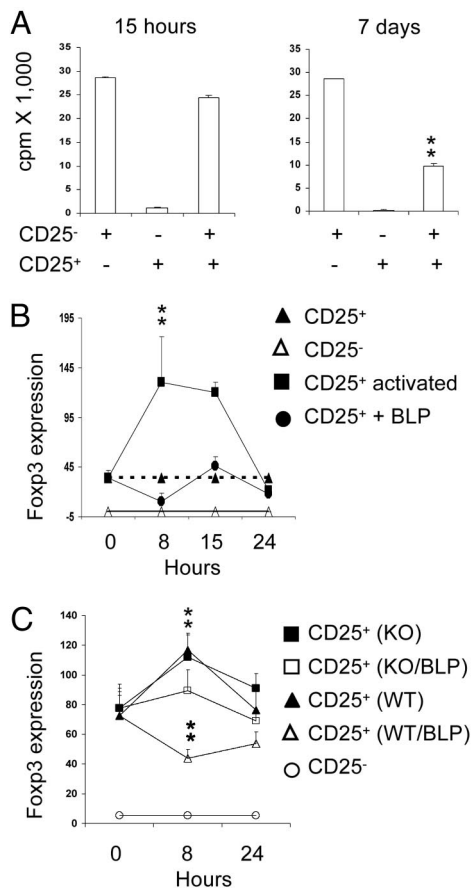 A
15 hours
7 days
cpm X 1,000
35
30
25
20
15
10
5
0
35
30
25
20
15
10
5
0
**
CD25- + - + + - +
CD25+ - + + - + +
B
Foxp3 expression
195
145
95
45
-5
**
0 8 15 24
Hours
CD25+
CD25-
CD25+ activated
CD25+ + BLP
C
Foxp3 expression
140
120
100
80
60
40
20
0
**
**
0 8 24
Hours
CD25+ (KO)
CD25+ (KO/BLP)
CD25+ (WT)
CD25+ (WT/BLP)
CD25-